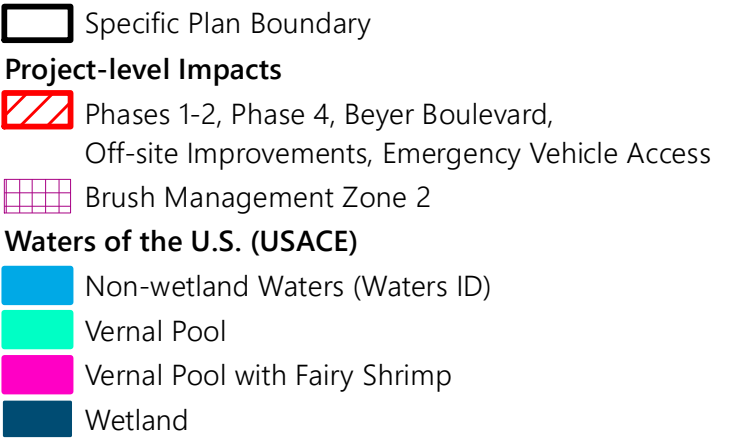 Specific Plan Boundary
Project-level Impacts
Phases 1-2, Phase 4, Beyer Boulevard,
Off-site Improvements, Emergency Vehicle Access
Brush Management Zone 2
Waters of the U.S. (USACE)
Non-wetland Waters (Waters ID)
Vernal Pool
Vernal Pool with Fairy Shrimp
Wetland